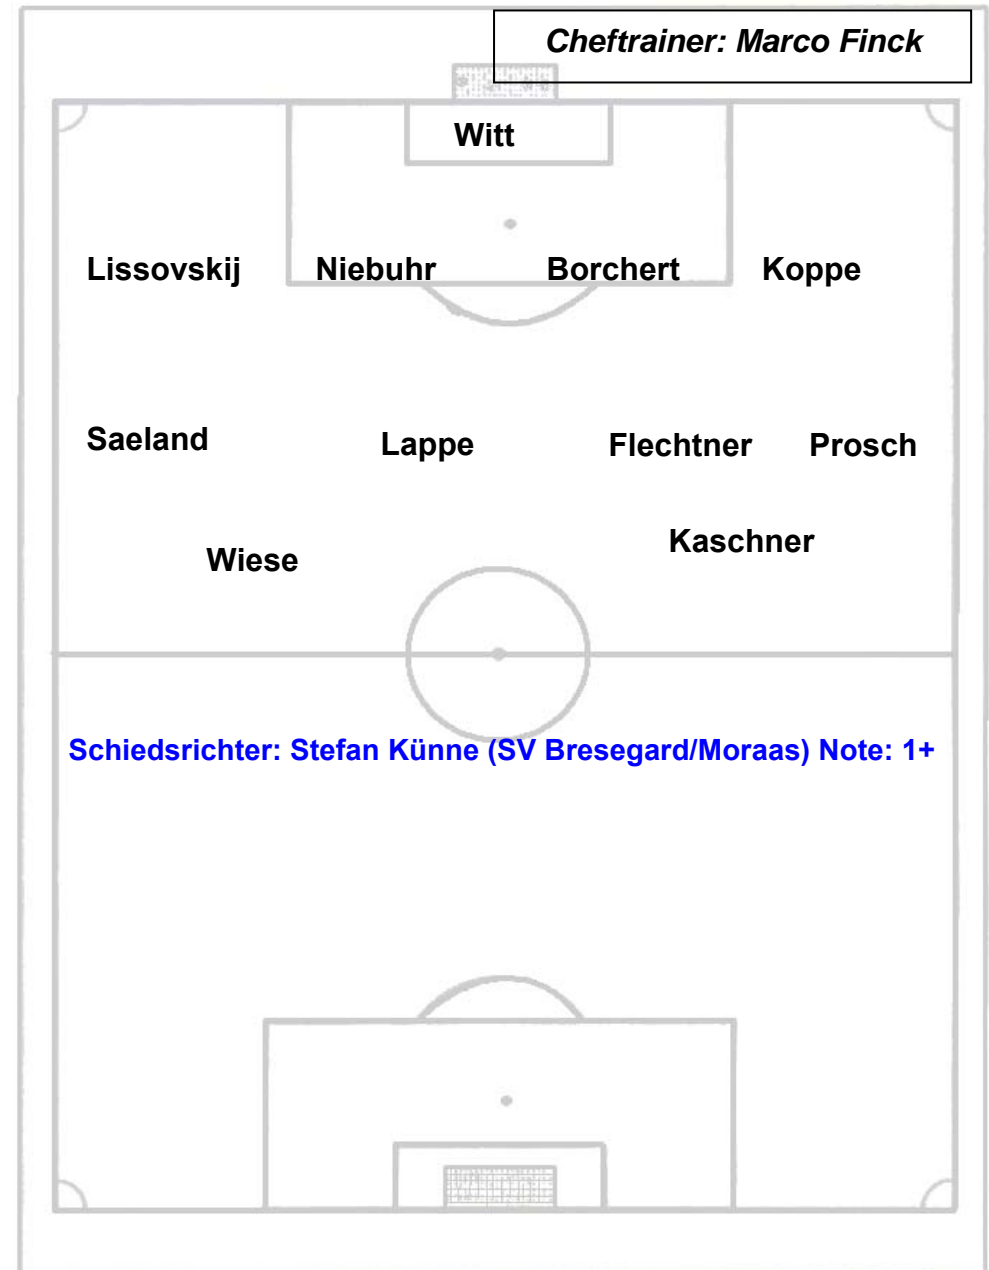 Cheftrainer: Marco Finck
Witt
Lissovskij Niebuhr Borchert Koppe
Saeland Lappe Flechtner Prosch
Wiese Kaschner
Schiedsrichter: Stefan Künne (SV Bresegard/Moraas) Note: 1+